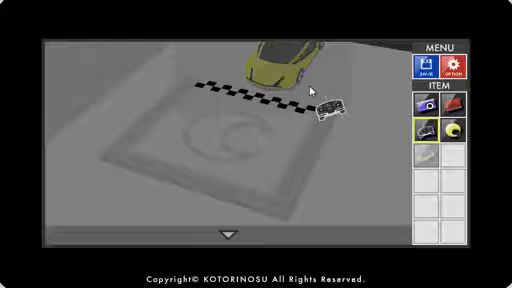 MENU
SAVE
OPTION
ITEM
Copyright© KOTORINOSU All Rights Reserved.